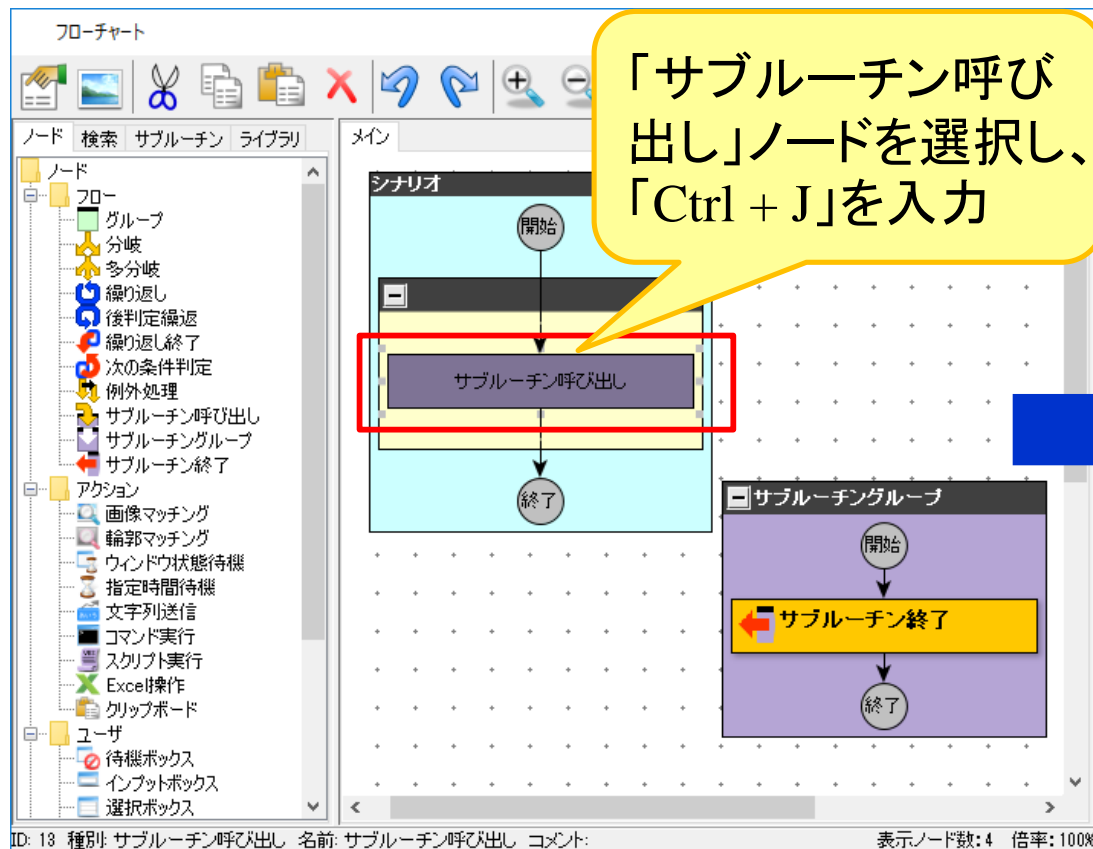 フローチャート
「サブルーチン呼び
出し」ノードを選択し、
「Ctrl + J」を入力
ノード 検索 サブルーチン ライブラリ
メイン
ノード
フロー
グループ
分岐
多分岐
繰り返し
後判定繰返
繰り返し終了
次の条件判定
例外処理
サブルーチン呼び出し
サブルーチングループ
サブルーチン終了
アクション
画像マッチング
輪郭マッチング
ウィンドウ状態待機
指定時間待機
文字列送信
コマンド実行
スクリプト実行
Excel操作
クリップボード
ユーザ
待機ボックス
インプットボックス
選択ボックス
シナリオ
開始
サブルーチン呼び出し
終了
サブルーチングループ
開始
サブルーチン終了
終了
ID: 13 種別: サブルーチン呼び出し 名前: サブルーチン呼び出し コメント:
表示ノード数: 4 倍率: 100%